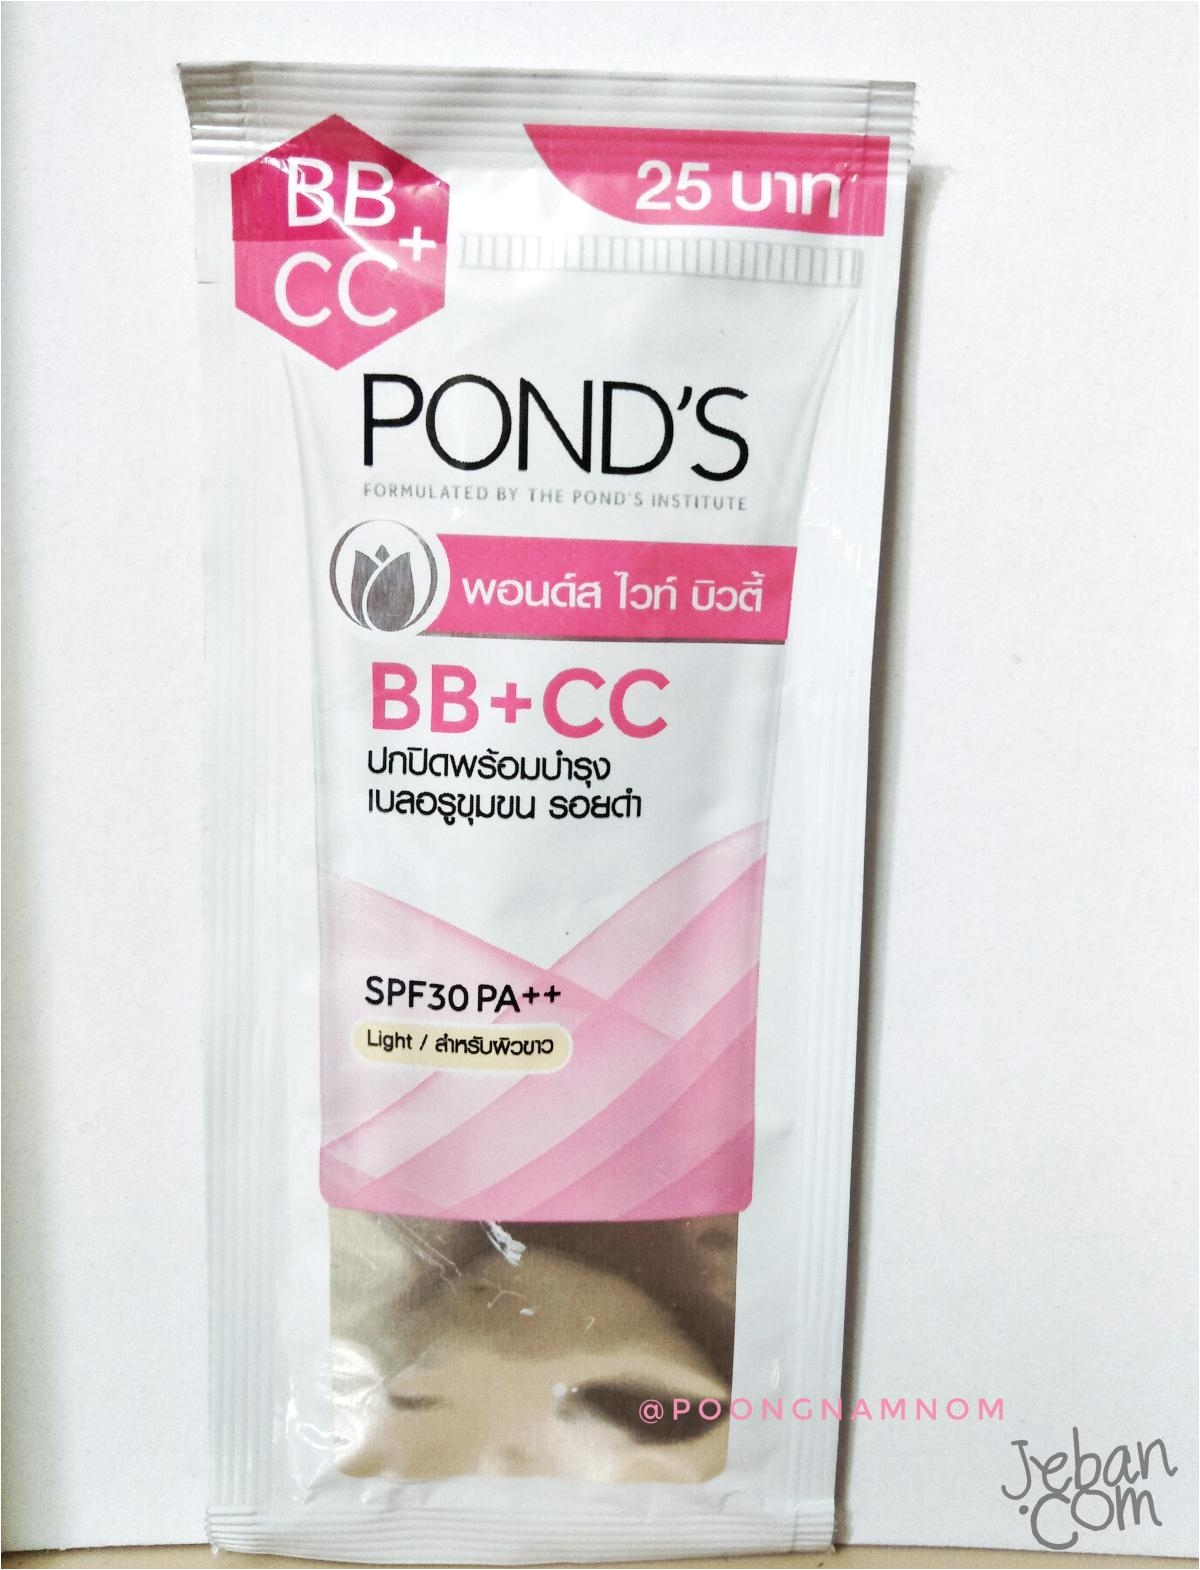 BB
+
CC
25 บาท
POND'S
FORMULATED BY THE POND'S INSTITUTE
พอนด์ส ไวท์ บิวตี้
BB+CC
ปกปิดพร้อมบำรุง
เบลอรูขุมขน รอยดำ
SPF30 PA++
Light / สำหรับผิวขาว
@POONGNAMNOM
Jeban
.com